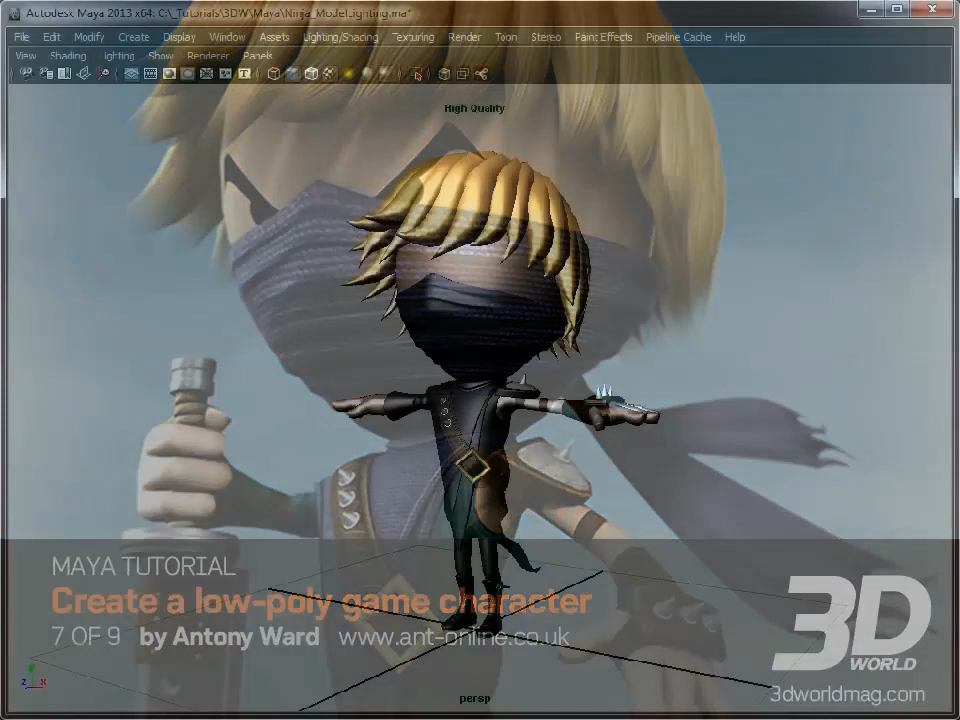 Autodesk Maya 2013 x64: C:\_Tutorials\3DW\Maya\Ninja_ModelLighting.ma*
File Edit Modify Create Display Window Assets Lighting/Shading Texturing Render Toon Stereo Paint Effects Pipeline Cache Help
View Shading Lighting Show Renderer Panels
High Quality
MAYA TUTORIAL
Create a low-poly game character
7 OF 9 by Antony Ward www.ant-online.co.uk
3D WORLD
3dworldmag.com
persp
Y
Z X